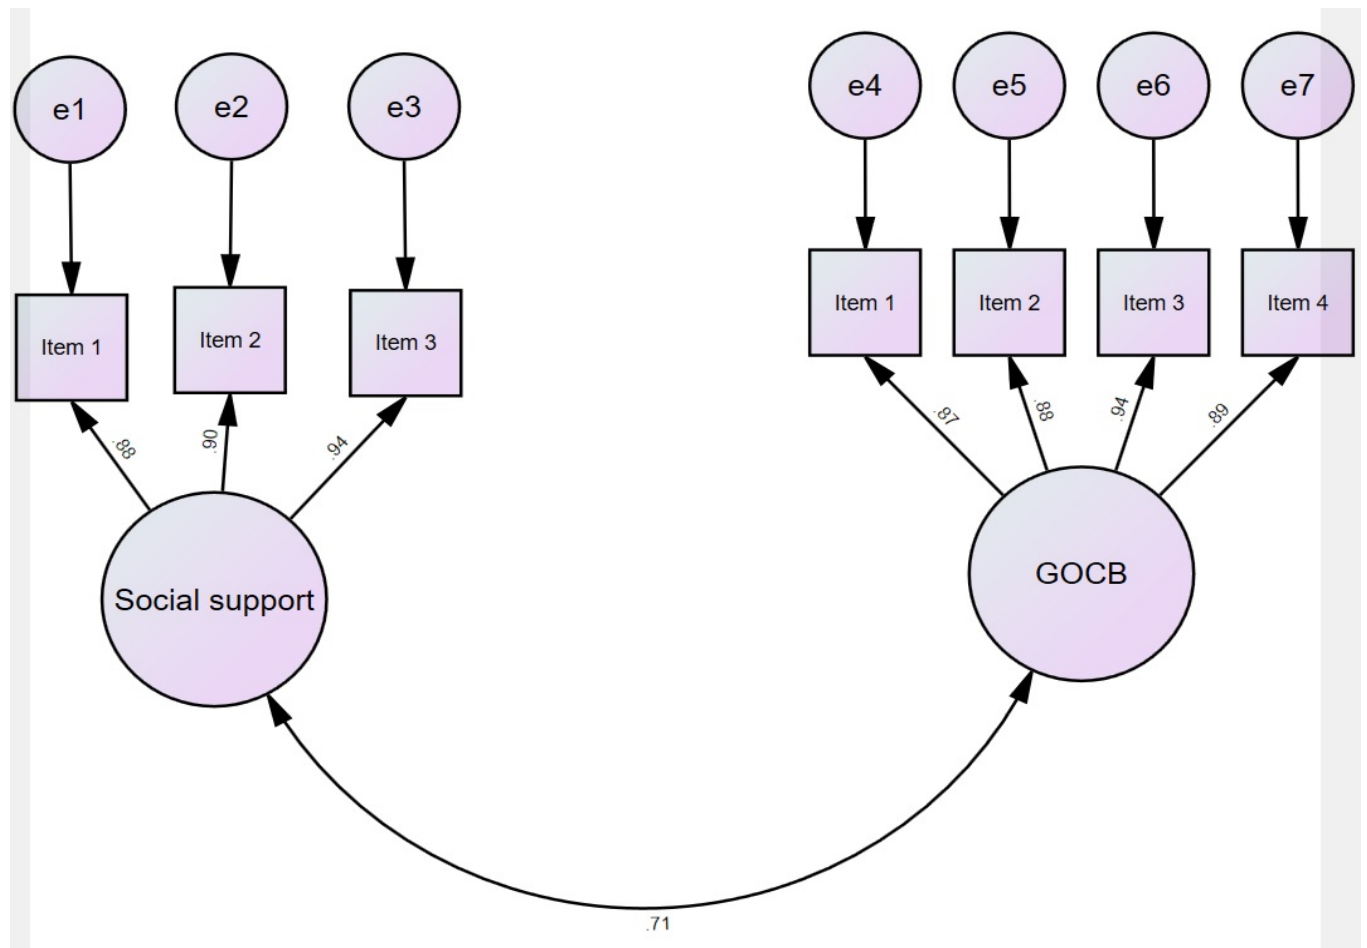 e1
e2
e3
e4
e5
e6
e7
Item 1
Item 2
Item 3
Item 1
Item 2
Item 3
Item 4
.88
.90
.94
.87
.88
.94
.89
Social support
GOCB
.71